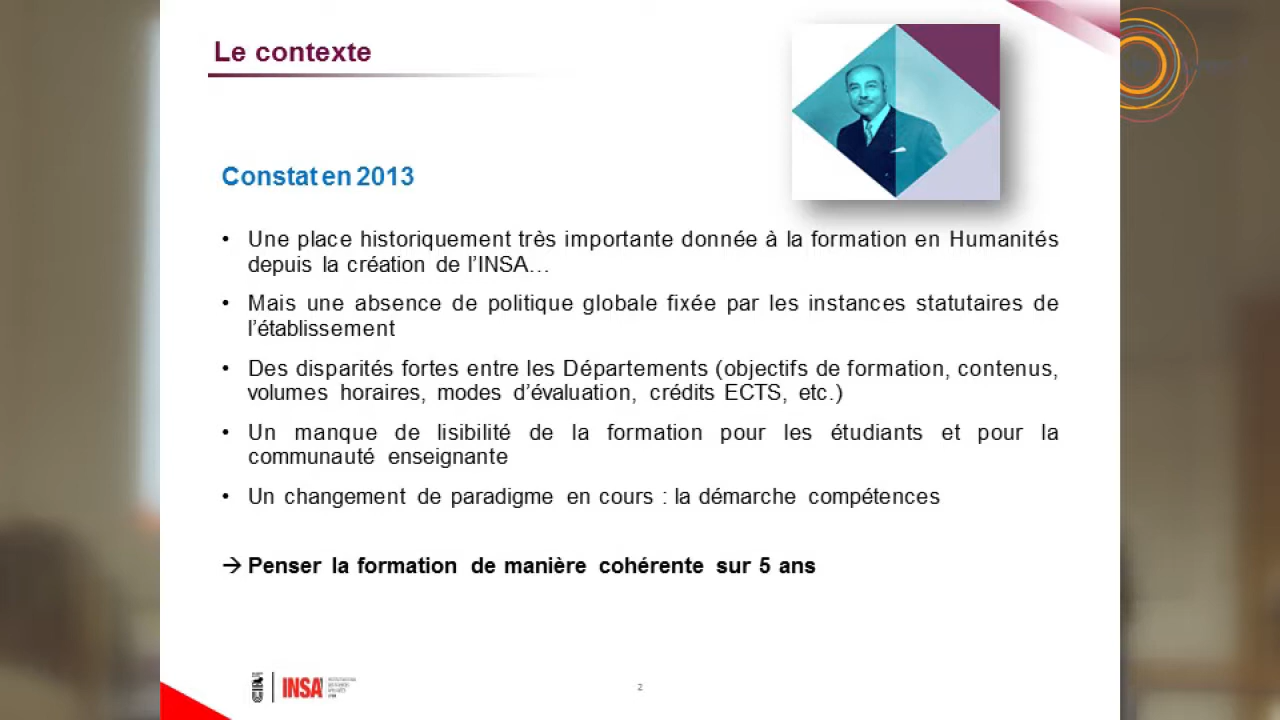 Le contexte
Constat en 2013
• Une place historiquement très importante donnée à la formation en Humanités
depuis la création de l'INSA…
• Mais une absence de politique globale fixée par les instances statutaires de
l'établissement
• Des disparités fortes entre les Départements (objectifs de formation, contenus,
volumes horaires, modes d'évaluation, crédits ECTS, etc.)
• Un manque de lisibilité de la formation pour les étudiants et pour la
communauté enseignante
• Un changement de paradigme en cours : la démarche compétences
→ Penser la formation de manière cohérente sur 5 ans
INSA
2